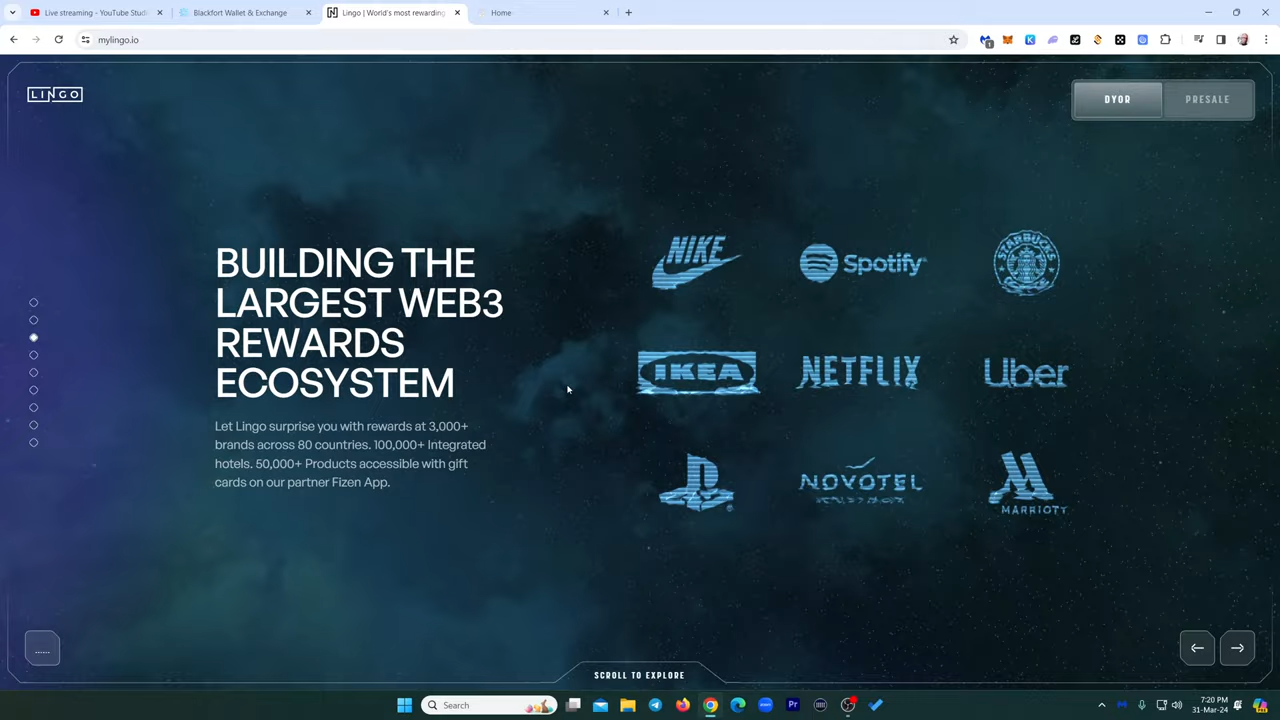 Live streaming - YouTube Studi
Blackfort Wallet & Exchange
Lingo | World's most rewarding
Home
mylingo.io
1
LINGO
DYOR
PRESALE
BUILDING THE
LARGEST WEB3
REWARDS
ECOSYSTEM
Let Lingo surprise you with rewards at 3,000+
brands across 80 countries. 100,000+ Integrated
hotels. 50,000+ Products accessible with gift
cards on our partner Fizen App.
NIKE
Spotify
STARBUCKS
IKEA
NETFLIX
Uber
NOVOTEL
MARRIOTT
......
SCROLL TO EXPLORE
Search
7:20 PM
31-Mar-24